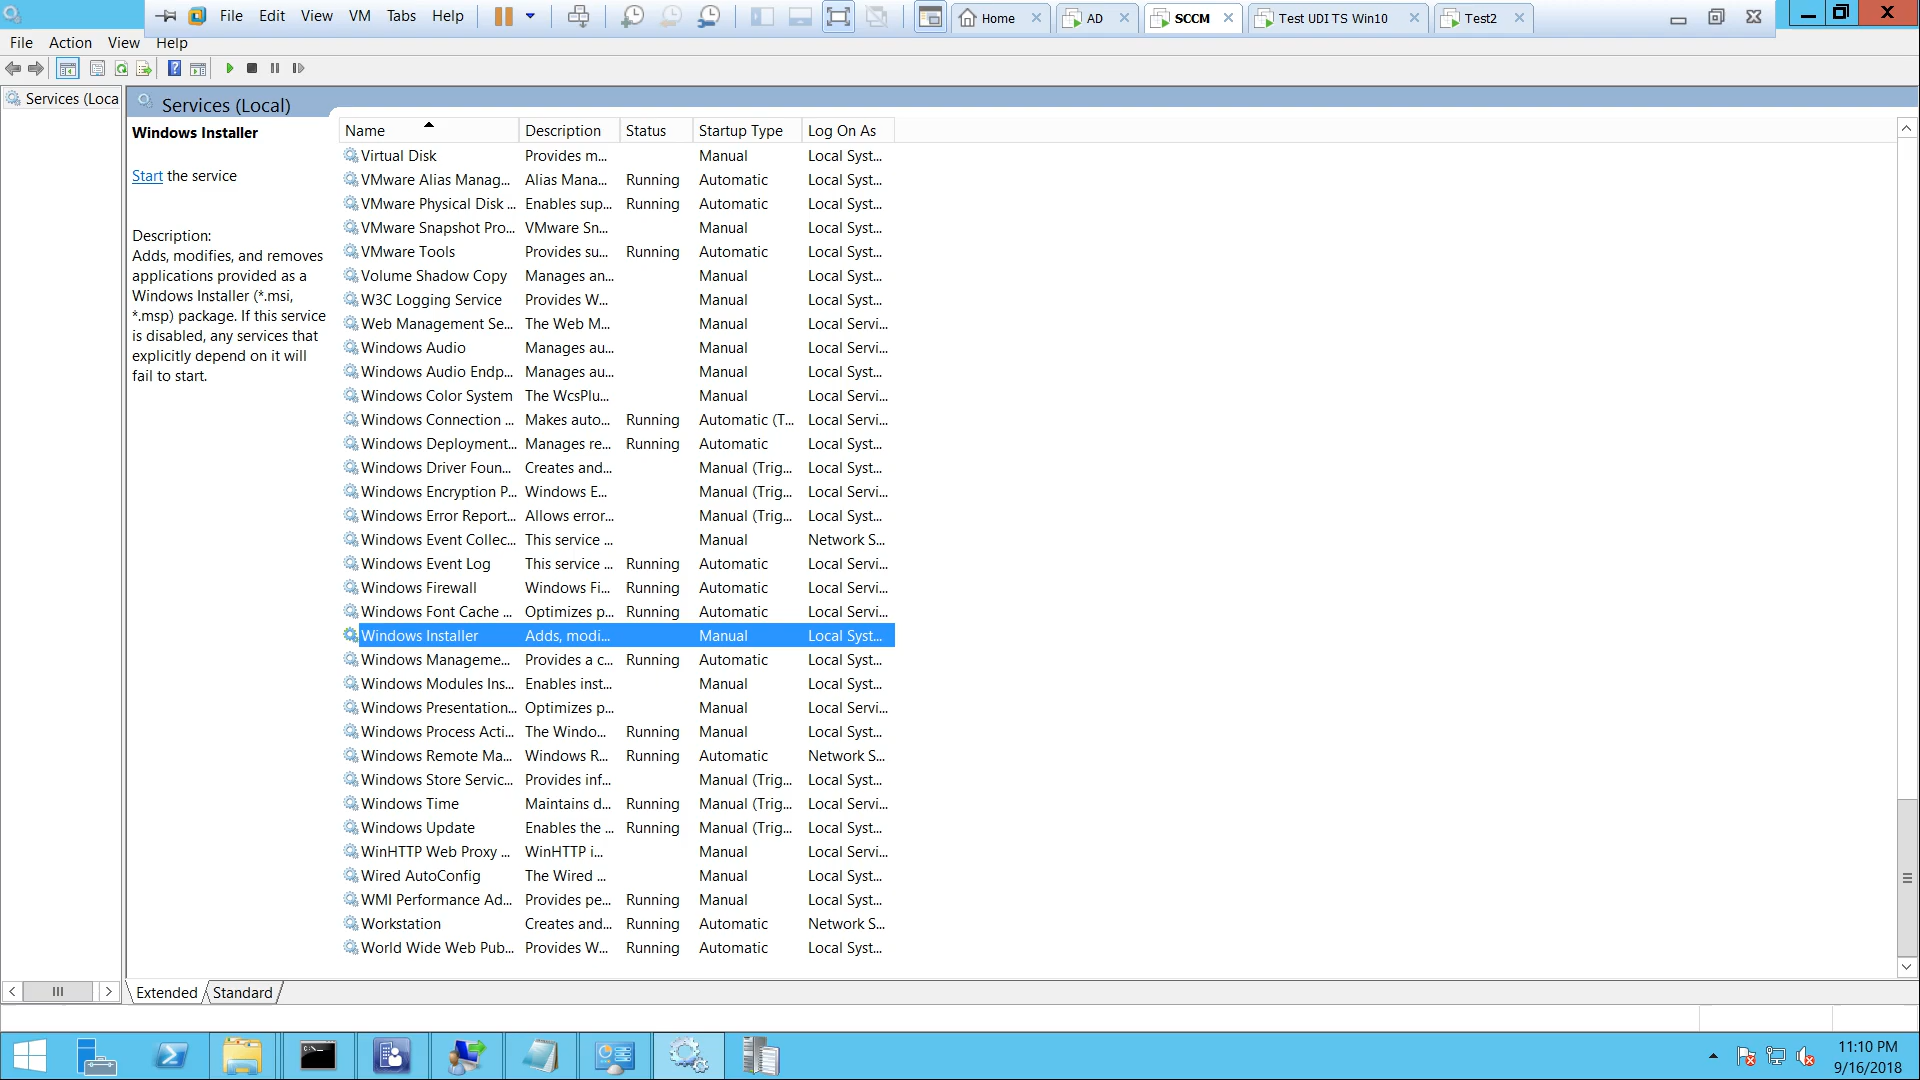 File Edit View VM Tabs Help Home AD SCCM Test UDI TS Win10 Test2
File Action View Help
Services (Loca
Services (Local)
Windows Installer
Start the service
Description:
Adds, modifies, and removes
applications provided as a
Windows Installer (*.msi,
*.msp) package. If this service
is disabled, any services that
explicitly depend on it will
fail to start.
Name Description Status Startup Type Log On As
Virtual Disk Provides m... Manual Local Syst...
VMware Alias Manag... Alias Mana... Running Automatic Local Syst...
VMware Physical Disk ... Enables sup... Running Automatic Local Syst...
VMware Snapshot Pro... VMware Sn... Manual Local Syst...
VMware Tools Provides su... Running Automatic Local Syst...
Volume Shadow Copy Manages an... Manual Local Syst...
W3C Logging Service Provides W... Manual Local Syst...
Web Management Se... The Web M... Manual Local Servi...
Windows Audio Manages au... Manual Local Servi...
Windows Audio Endp... Manages au... Manual Local Syst...
Windows Color System The WcsPlu... Manual Local Servi...
Windows Connection ... Makes auto... Running Automatic (T... Local Servi...
Windows Deployment... Manages re... Running Automatic Local Syst...
Windows Driver Foun... Creates and... Manual (Trig... Local Syst...
Windows Encryption P... Windows E... Manual (Trig... Local Servi...
Windows Error Report... Allows error... Manual (Trig... Local Syst...
Windows Event Collec... This service ... Manual Network S...
Windows Event Log This service ... Running Automatic Local Servi...
Windows Firewall Windows Fi... Running Automatic Local Servi...
Windows Font Cache ... Optimizes p... Running Automatic Local Servi...
Windows Installer Adds, modi... Manual Local Syst...
Windows Manageme... Provides a c... Running Automatic Local Syst...
Windows Modules Ins... Enables inst... Manual Local Syst...
Windows Presentation... Optimizes p... Manual Local Servi...
Windows Process Acti... The Windo... Running Manual Local Syst...
Windows Remote Ma... Windows R... Running Automatic Network S...
Windows Store Servic... Provides inf... Manual (Trig... Local Syst...
Windows Time Maintains d... Running Manual (Trig... Local Servi...
Windows Update Enables the ... Running Manual (Trig... Local Syst...
WinHTTP Web Proxy ... WinHTTP i... Manual Local Servi...
Wired AutoConfig The Wired ... Manual Local Syst...
WMI Performance Ad... Provides pe... Running Manual Local Syst...
Workstation Creates and... Running Automatic Network S...
World Wide Web Pub... Provides W... Running Automatic Local Syst...
Extended Standard
11:10 PM
9/16/2018